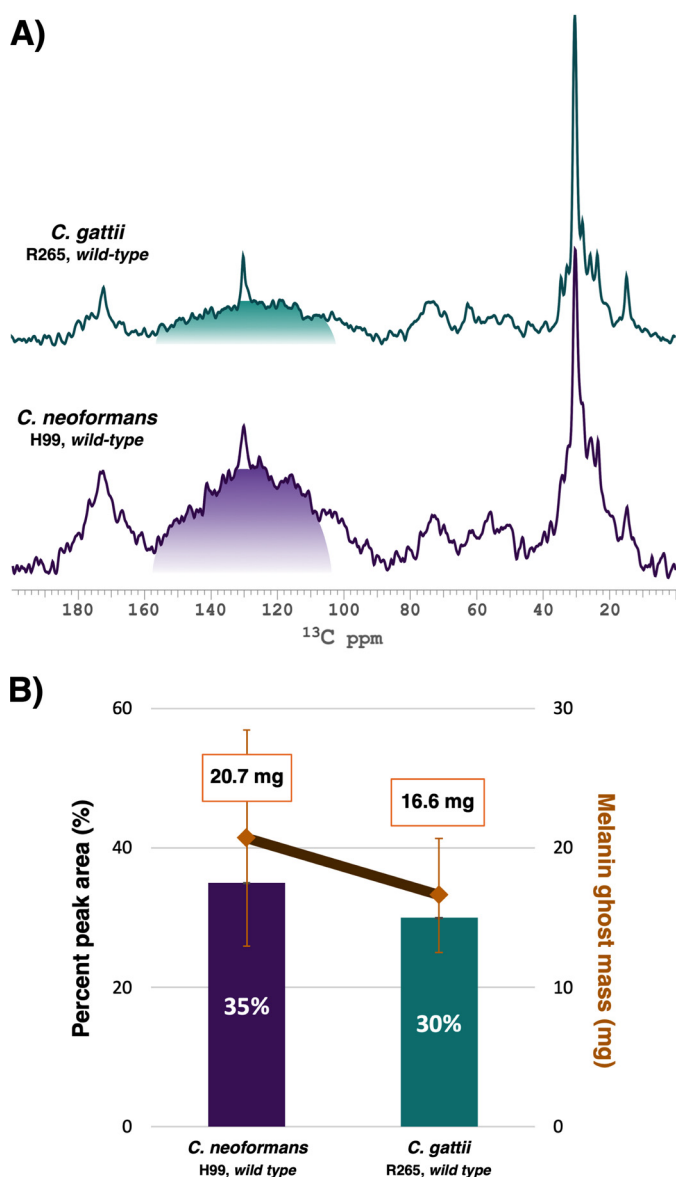 A)
C. gattii
R265, wild-type
C. neoformans
H99, wild-type
180 160 140 120 100 80 60 40 20
13C ppm
B)
60 30
20.7 mg
16.6 mg
40 20
35%
30%
20 10
0 0
Percent peak area (%)
Melanin ghost mass (mg)
C. neoformans C. gattii
H99, wild type R265, wild type